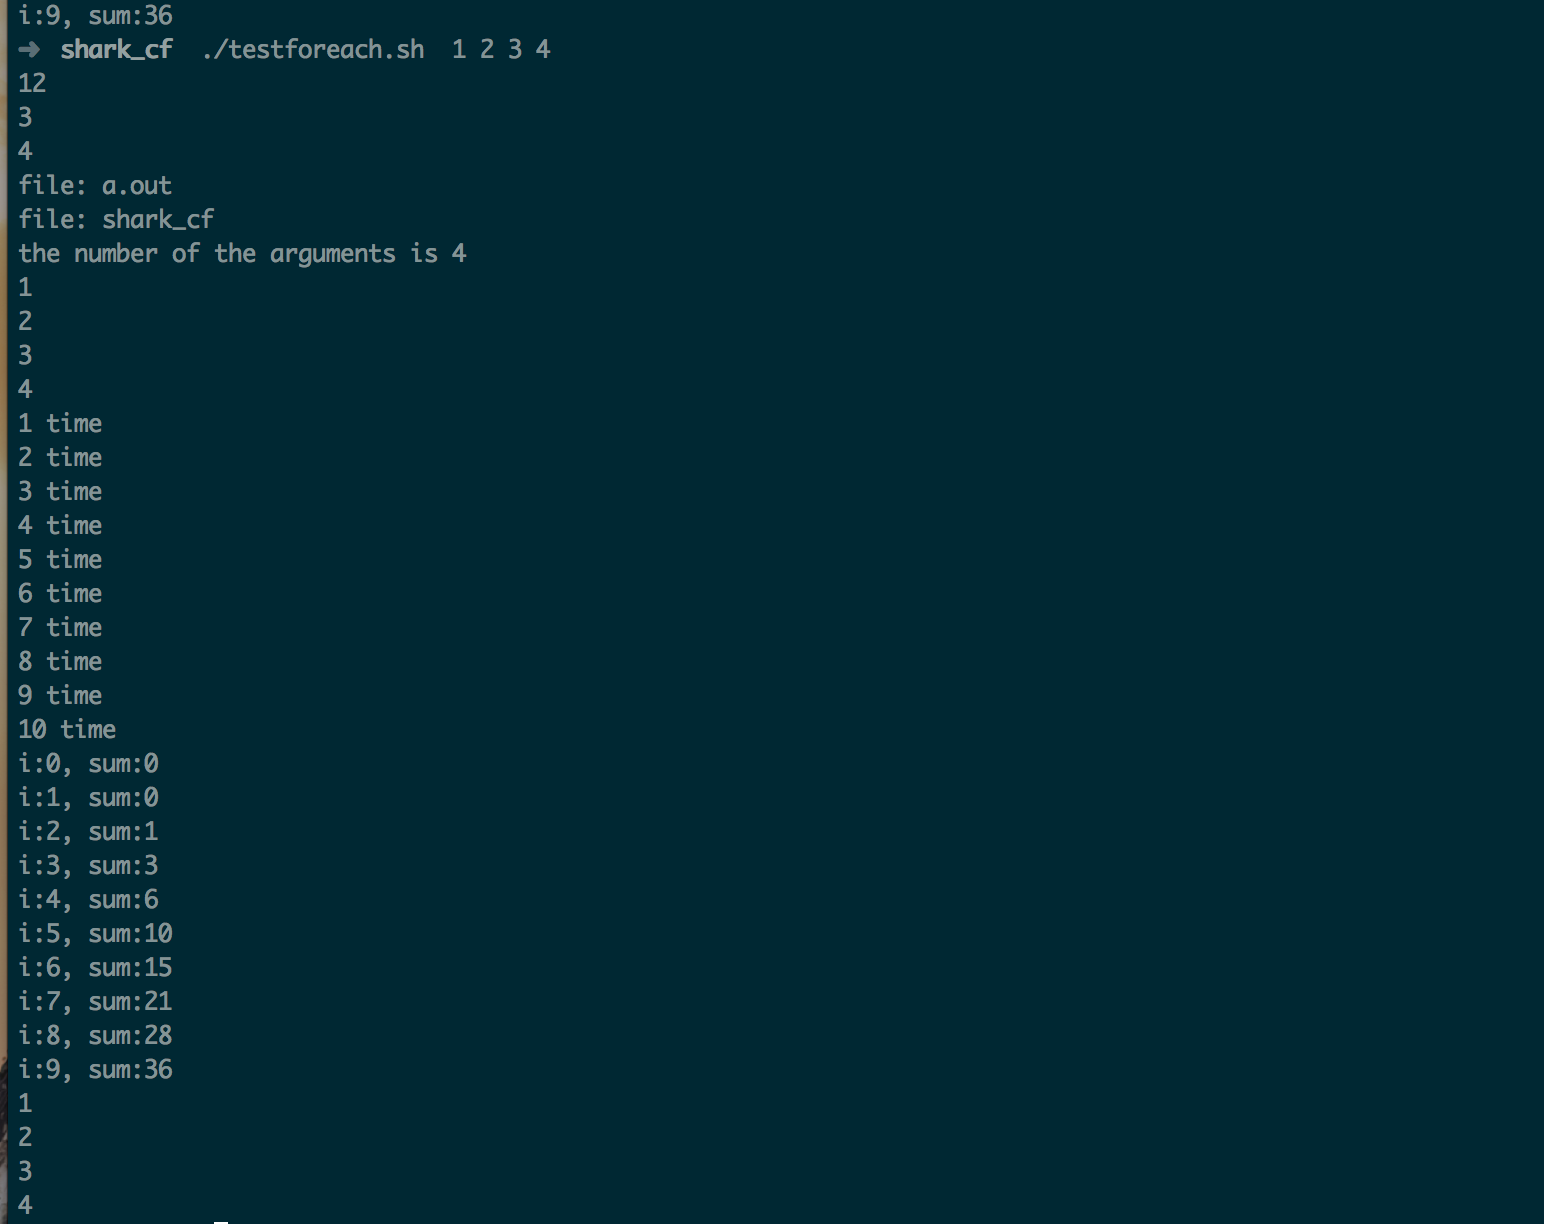 i:9, sum:36
➜  shark_cf  ./testforeach.sh  1 2 3 4
12
3
4
file: a.out
file: shark_cf
the number of the arguments is 4
1
2
3
4
1 time
2 time
3 time
4 time
5 time
6 time
7 time
8 time
9 time
10 time
i:0, sum:0
i:1, sum:0
i:2, sum:1
i:3, sum:3
i:4, sum:6
i:5, sum:10
i:6, sum:15
i:7, sum:21
i:8, sum:28
i:9, sum:36
1
2
3
4